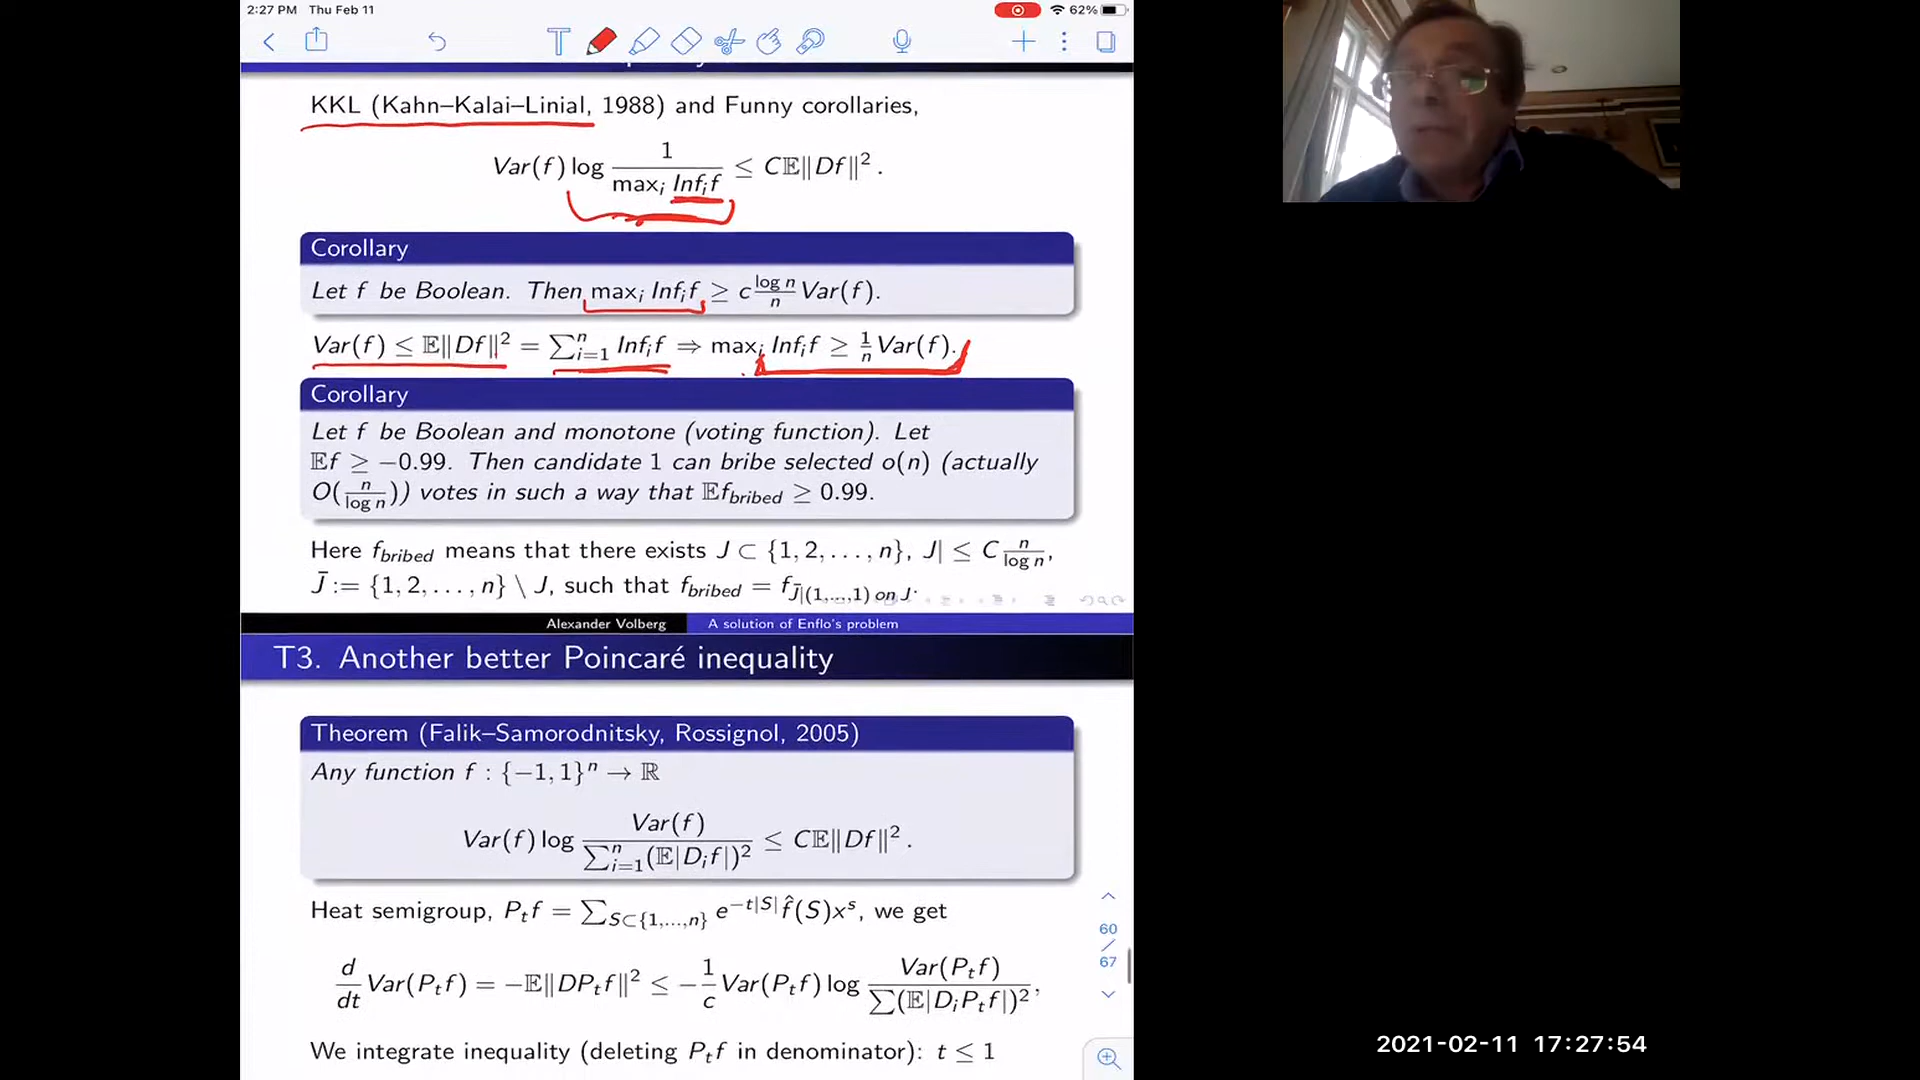 2:27 PM Thu Feb 11
62%
KKL (Kahn–Kalai–Linial, 1988) and Funny corollaries,
Var(f) log 1 / max_i Inf_i f ≤ C𝔼‖Df‖² .
Corollary
Let f be Boolean. Then max_i Inf_i f ≥ c log n / n Var(f).
Var(f) ≤ 𝔼‖Df‖² = ∑_{i=1}^n Inf_i f ⇒ max_i Inf_i f ≥ 1/n Var(f).
Corollary
Let f be Boolean and monotone (voting function). Let
𝔼f ≥ −0.99. Then candidate 1 can bribe selected o(n) (actually
O(n / log n)) votes in such a way that 𝔼f_{bribed} ≥ 0.99.
Here f_{bribed} means that there exists J ⊂ {1, 2, . . . , n}, J| ≤ C n / log n,
J̄ := {1, 2, . . . , n} \ J, such that f_{bribed} = f_{J̄|(1,...,1) on J}.
Alexander Volberg A solution of Enflo's problem
T3. Another better Poincaré inequality
Theorem (Falik–Samorodnitsky, Rossignol, 2005)
Any function f : {−1, 1}^n → ℝ
Var(f) log Var(f) / ∑_{i=1}^n (𝔼|D_i f|)² ≤ C𝔼‖Df‖² .
Heat semigroup, P_t f = ∑_{S⊂{1,...,n}} e^{−t|S|} f̂(S)x^s, we get
d/dt Var(P_t f) = −𝔼‖DP_t f‖² ≤ −1/c Var(P_t f) log Var(P_t f) / ∑(𝔼|D_i P_t f|)²,
We integrate inequality (deleting P_t f in denominator): t ≤ 1
60
/
67
2021-02-11 17:27:54